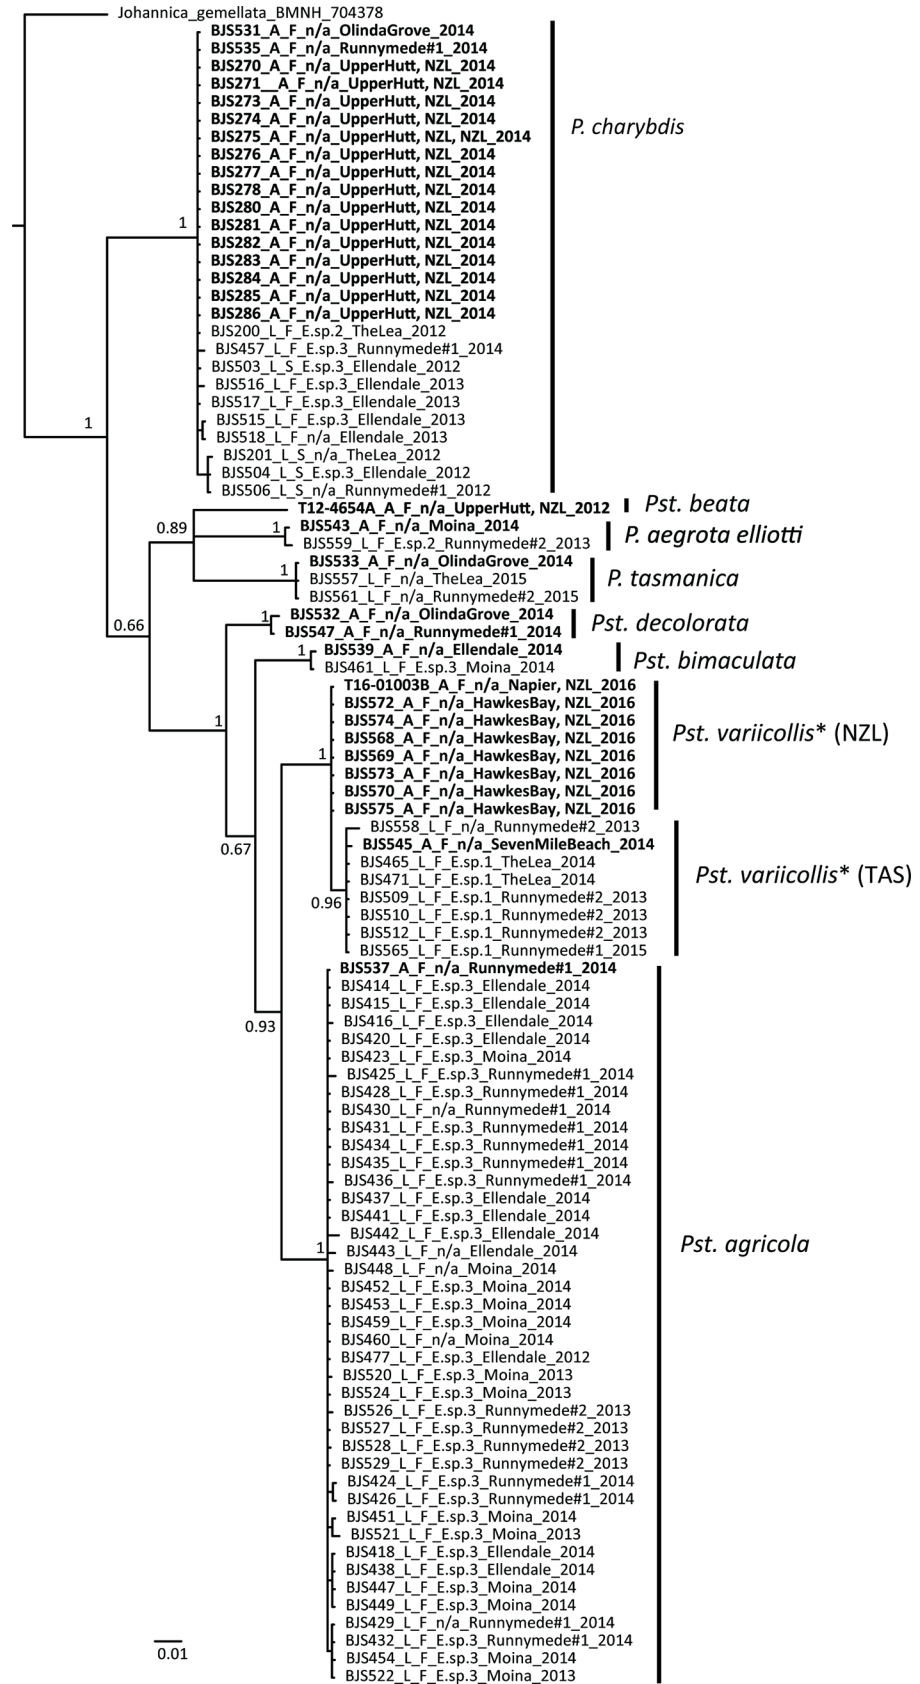 Johannica_gemellata_BMNH_704378
BJS531_A_F_n/a_OlindaGrove_2014
BJS535_A_F_n/a_Runnymede#1_2014
BJS270_A_F_n/a_UpperHutt, NZL_2014
BJS271__A_F_n/a_UpperHutt, NZL_2014
BJS273_A_F_n/a_UpperHutt, NZL_2014
BJS274_A_F_n/a_UpperHutt, NZL_2014
BJS275_A_F_n/a_UpperHutt, NZL, NZL_2014
BJS276_A_F_n/a_UpperHutt, NZL_2014
BJS277_A_F_n/a_UpperHutt, NZL_2014
BJS278_A_F_n/a_UpperHutt, NZL_2014
BJS280_A_F_n/a_UpperHutt, NZL_2014
BJS281_A_F_n/a_UpperHutt, NZL_2014
BJS282_A_F_n/a_UpperHutt, NZL_2014
BJS283_A_F_n/a_UpperHutt, NZL_2014
BJS284_A_F_n/a_UpperHutt, NZL_2014
BJS285_A_F_n/a_UpperHutt, NZL_2014
BJS286_A_F_n/a_UpperHutt, NZL_2014
BJS200_L_F_E.sp.2_TheLea_2012
BJS457_L_F_E.sp.3_Runnymede#1_2014
BJS503_L_S_E.sp.3_Ellendale_2012
BJS516_L_F_E.sp.3_Ellendale_2013
BJS517_L_F_E.sp.3_Ellendale_2013
BJS515_L_F_E.sp.3_Ellendale_2013
BJS518_L_F_n/a_Ellendale_2013
BJS201_L_S_n/a_TheLea_2012
BJS504_L_S_E.sp.3_Ellendale_2012
BJS506_L_S_n/a_Runnymede#1_2012
P. charybdis
1
1
T12-4654A_A_F_n/a_UpperHutt, NZL_2012
Pst. beata
0.89
BJS543_A_F_n/a_Moina_2014
BJS559_L_F_E.sp.2_Runnymede#2_2013
1
P. aegrota elliotti
BJS533_A_F_n/a_OlindaGrove_2014
BJS557_L_F_n/a_TheLea_2015
BJS561_L_F_n/a_Runnymede#2_2015
1
P. tasmanica
0.66
BJS532_A_F_n/a_OlindaGrove_2014
BJS547_A_F_n/a_Runnymede#1_2014
1
Pst. decolorata
BJS539_A_F_n/a_Ellendale_2014
BJS461_L_F_E.sp.3_Moina_2014
1
Pst. bimaculata
1
T16-01003B_A_F_n/a_Napier, NZL_2016
BJS572_A_F_n/a_HawkesBay, NZL_2016
BJS574_A_F_n/a_HawkesBay, NZL_2016
BJS568_A_F_n/a_HawkesBay, NZL_2016
BJS569_A_F_n/a_HawkesBay, NZL_2016
BJS573_A_F_n/a_HawkesBay, NZL_2016
BJS570_A_F_n/a_HawkesBay, NZL_2016
BJS575_A_F_n/a_HawkesBay, NZL_2016
1
Pst. variicollis* (NZL)
0.67
BJS558_L_F_n/a_Runnymede#2_2013
BJS545_A_F_n/a_SevenMileBeach_2014
BJS465_L_F_E.sp.1_TheLea_2014
BJS471_L_F_E.sp.1_TheLea_2014
BJS509_L_F_E.sp.1_Runnymede#2_2013
BJS510_L_F_E.sp.1_Runnymede#2_2013
BJS512_L_F_E.sp.1_Runnymede#2_2013
BJS565_L_F_E.sp.1_Runnymede#1_2015
0.96
Pst. variicollis* (TAS)
0.93
BJS537_A_F_n/a_Runnymede#1_2014
BJS414_L_F_E.sp.3_Ellendale_2014
BJS415_L_F_E.sp.3_Ellendale_2014
BJS416_L_F_E.sp.3_Ellendale_2014
BJS420_L_F_E.sp.3_Ellendale_2014
BJS423_L_F_E.sp.3_Moina_2014
BJS425_L_F_E.sp.3_Runnymede#1_2014
BJS428_L_F_E.sp.3_Runnymede#1_2014
BJS430_L_F_n/a_Runnymede#1_2014
BJS431_L_F_E.sp.3_Runnymede#1_2014
BJS434_L_F_E.sp.3_Runnymede#1_2014
BJS435_L_F_E.sp.3_Runnymede#1_2014
BJS436_L_F_E.sp.3_Runnymede#1_2014
BJS437_L_F_E.sp.3_Ellendale_2014
BJS441_L_F_E.sp.3_Ellendale_2014
BJS442_L_F_E.sp.3_Ellendale_2014
BJS443_L_F_n/a_Ellendale_2014
BJS448_L_F_n/a_Moina_2014
BJS452_L_F_E.sp.3_Moina_2014
BJS453_L_F_E.sp.3_Moina_2014
BJS459_L_F_E.sp.3_Moina_2014
BJS460_L_F_n/a_Moina_2014
BJS477_L_F_E.sp.3_Ellendale_2012
BJS520_L_F_E.sp.3_Moina_2013
BJS524_L_F_E.sp.3_Moina_2013
BJS526_L_F_E.sp.3_Runnymede#2_2013
BJS527_L_F_E.sp.3_Runnymede#2_2013
BJS528_L_F_E.sp.3_Runnymede#2_2013
BJS529_L_F_E.sp.3_Runnymede#2_2013
BJS424_L_F_E.sp.3_Runnymede#1_2014
BJS426_L_F_E.sp.3_Runnymede#1_2014
BJS451_L_F_E.sp.3_Moina_2014
BJS521_L_F_E.sp.3_Moina_2013
BJS418_L_F_E.sp.3_Ellendale_2014
BJS438_L_F_E.sp.3_Ellendale_2014
BJS447_L_F_E.sp.3_Moina_2014
BJS449_L_F_E.sp.3_Moina_2014
BJS429_L_F_n/a_Runnymede#1_2014
BJS432_L_F_E.sp.3_Runnymede#1_2014
BJS454_L_F_E.sp.3_Moina_2014
BJS522_L_F_E.sp.3_Moina_2013
1
Pst. agricola
0.01